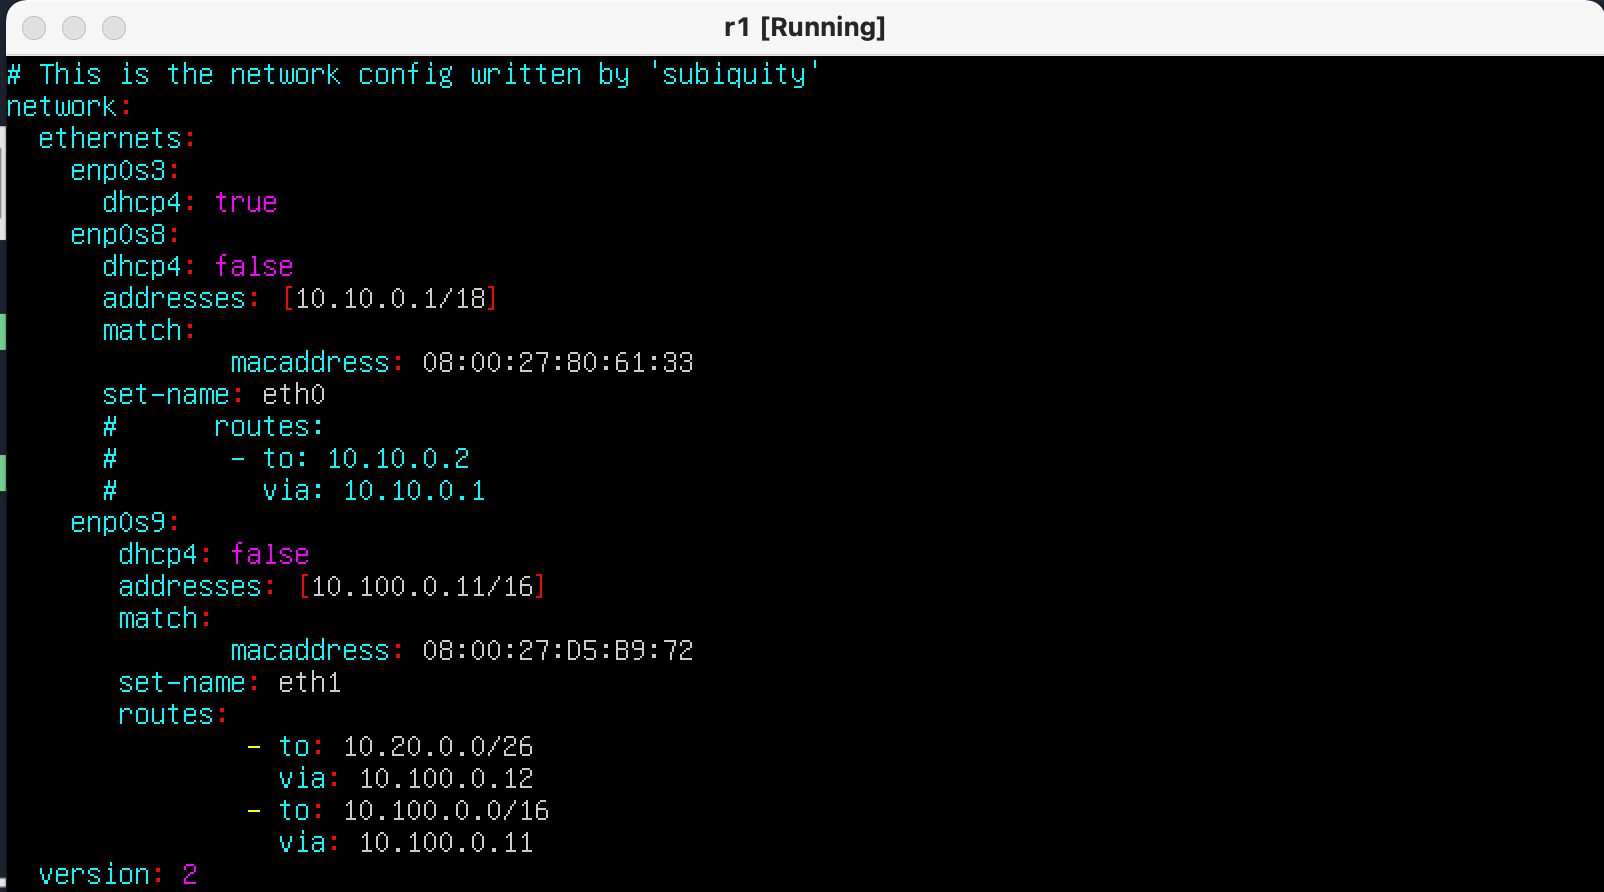 r1 [Running]
# This is the network config written by 'subiquity'
network:
  ethernets:
    enp0s3:
      dhcp4: true
    enp0s8:
      dhcp4: false
      addresses: [10.10.0.1/18]
      match:
              macaddress: 08:00:27:80:61:33
      set-name: eth0
      #      routes:
      #       - to: 10.10.0.2
      #         via: 10.10.0.1
    enp0s9:
       dhcp4: false
       addresses: [10.100.0.11/16]
       match:
              macaddress: 08:00:27:D5:B9:72
       set-name: eth1
       routes:
               - to: 10.20.0.0/26
                 via: 10.100.0.12
               - to: 10.100.0.0/16
                 via: 10.100.0.11
  version: 2